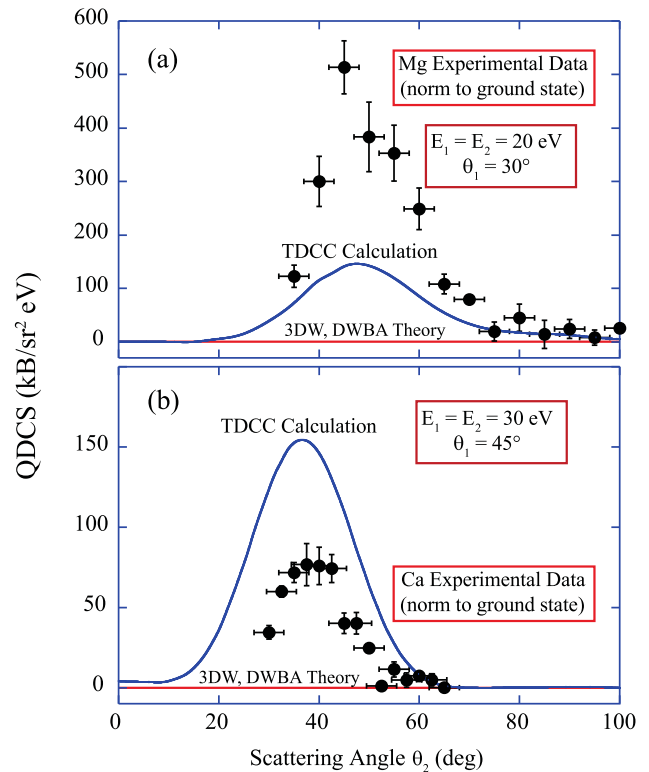 600
500
400
300
200
100
0
(a)
Mg Experimental Data
(norm to ground state)
E₁ = E₂ = 20 eV
θ₁ = 30°
TDCC Calculation
3DW, DWBA Theory
QDCS (kB/sr² eV)
150
100
50
0
(b)
TDCC Calculation
E₁ = E₂ = 30 eV
θ₁ = 45°
Ca Experimental Data
(norm to ground state)
3DW, DWBA Theory
0 20 40 60 80 100
Scattering Angle θ₂ (deg)